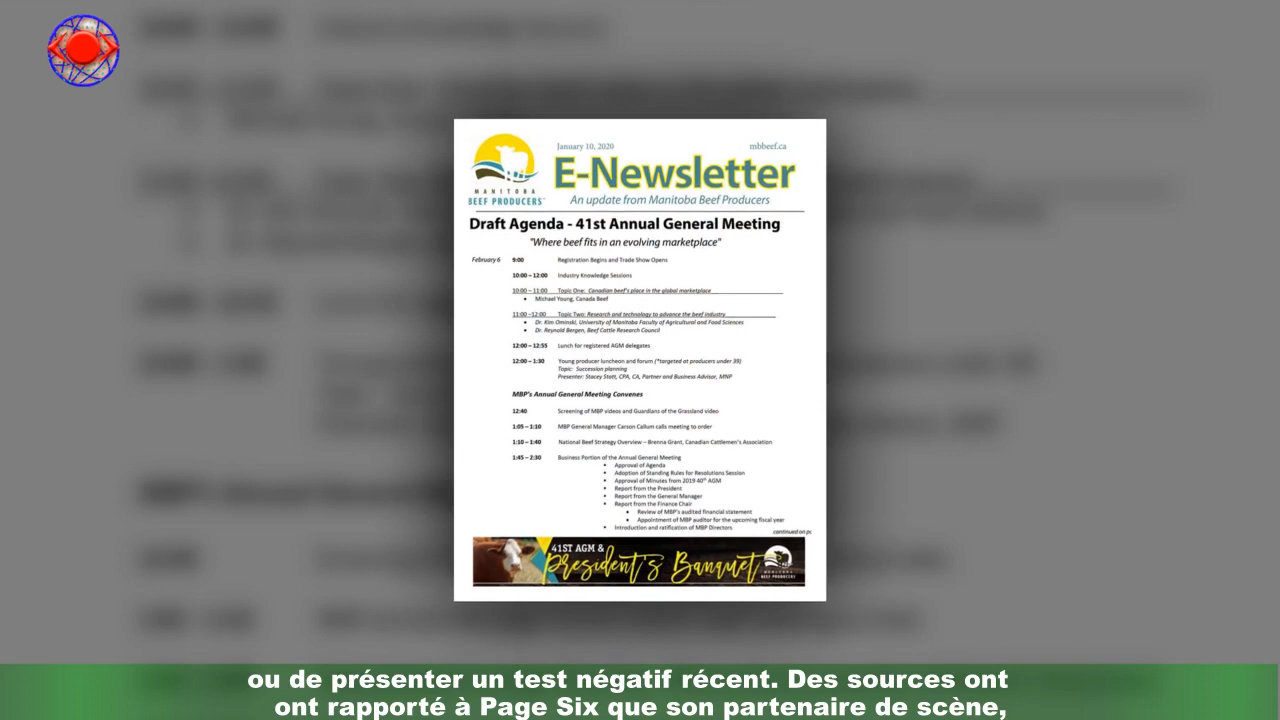 January 10, 2020
mbbeef.ca
E-Newsletter
An update from Manitoba Beef Producers
MANITOBA
BEEF PRODUCERS
Draft Agenda - 41st Annual General Meeting
"Where beef fits in an evolving marketplace"
February 6 9:00 Registration Begins and Trade Show Opens
10:00 – 12:00 Industry Knowledge Sessions
10:00 – 11:00 Topic One: Canadian beef's place in the global marketplace
• Michael Young, Canada Beef
11:00 –12:00 Topic Two: Research and technology to advance the beef industry
• Dr. Kim Ominski, University of Manitoba Faculty of Agricultural and Food Sciences
• Dr. Reynold Bergen, Beef Cattle Research Council
12:00 – 12:55 Lunch for registered AGM delegates
12:00 – 1:30 Young producer luncheon and forum (*targeted at producers under 39)
Topic: Succession planning
Presenter: Stacey Stott, CPA, CA, Partner and Business Advisor, MNP
MBP's Annual General Meeting Convenes
12:40 Screening of MBP videos and Guardians of the Grassland video
1:05 – 1:10 MBP General Manager Carson Callum calls meeting to order
1:10 – 1:40 National Beef Strategy Overview – Brenna Grant, Canadian Cattlemen's Association
1:45 – 2:30 Business Portion of the Annual General Meeting
• Approval of Agenda
• Adoption of Standing Rules for Resolutions Session
• Approval of Minutes from 2019 40th AGM
• Report from the President
• Report from the General Manager
• Report from the Finance Chair
• Review of MBP's audited financial statement
• Appointment of MBP auditor for the upcoming fiscal year
• Introduction and ratification of MBP Directors
continued on pg
41ST AGM &
President's Banquet
MANITOBA
BEEF PRODUCERS
ou de présenter un test négatif récent. Des sources ont
ont rapporté à Page Six que son partenaire de scène,